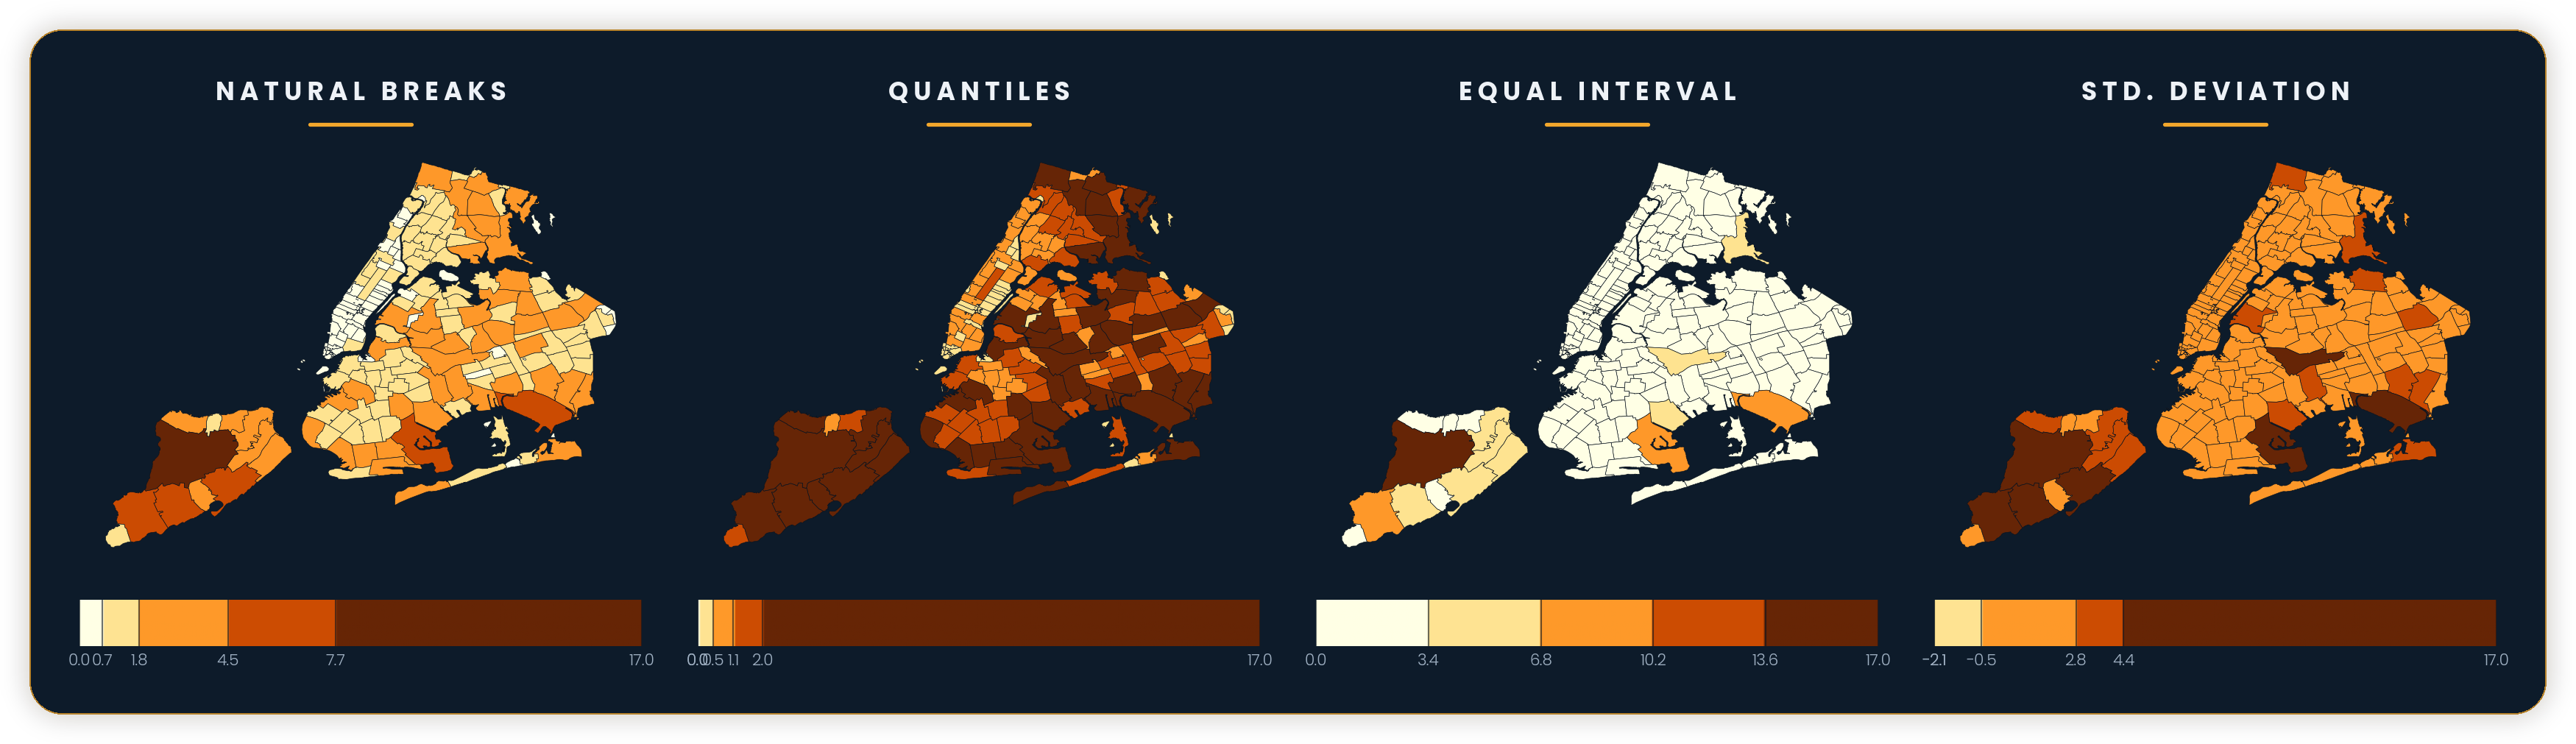 NATURAL BREAKS
QUANTILES
EQUAL INTERVAL
STD. DEVIATION
0.0 0.7 1.8 4.5 7.7 17.0
0.5 1.1 2.0 17.0
0.0 3.4 6.8 10.2 13.6 17.0
-2.1 -0.5 2.8 4.4 17.0